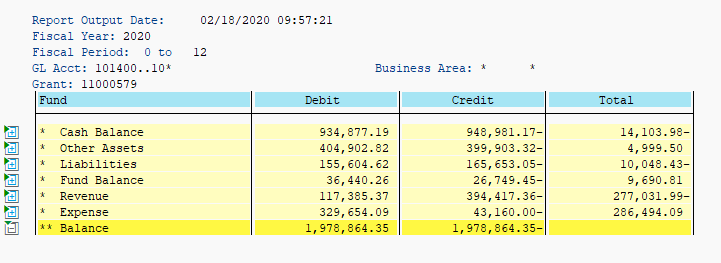 Report Output Date: 02/18/2020 09:57:21
Fiscal Year: 2020
Fiscal Period: 0 to 12
GL Acct: 101400..10* Business Area: * *
Grant: 11000579
Fund Debit Credit Total
* Cash Balance 934,877.19 948,981.17- 14,103.98-
* Other Assets 404,902.82 399,903.32- 4,999.50
* Liabilities 155,604.62 165,653.05- 10,048.43-
* Fund Balance 36,440.26 26,749.45- 9,690.81
* Revenue 117,385.37 394,417.36- 277,031.99-
* Expense 329,654.09 43,160.00- 286,494.09
** Balance 1,978,864.35 1,978,864.35-